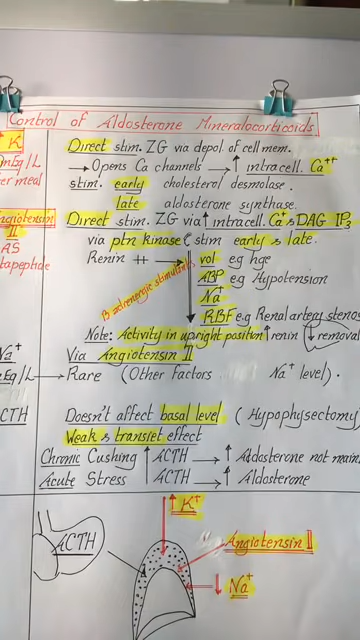 Control of Aldosterone Mineralocorticoids
↑ K
mEq/L
er meal
Direct stim. ZG via depol of cell mem.
→ Opens Ca channels → ↑ intracell. Ca++
stim. early cholesterol desmolase.
late aldosterone synthase.
Angiotensin
II
AS
tapeptide
Direct stim. ZG via ↑ intracell. Ca+ & DAG IP3
via ptn kinase stim early & late.
Renin ++ → vol eg hge
B adrenergic stimulat
ABP eg Hypotension
Na+
RBF e.g Renal artery stenos
Note: Activity in upright position ↑ renin ↓ removal
Via Angiotensin II
Na+
Eq/L → Rare (Other factors Na+ level).
CTH
Doesn't affect basal level (Hypophysectomy
Weak & transiet effect
Chronic Cushing ↑ ACTH → ↑ Aldosterone not main
Acute Stress ↑ ACTH → ↑ Aldosterone
↑ K+
ACTH
Angiotensin II
↓ Na+